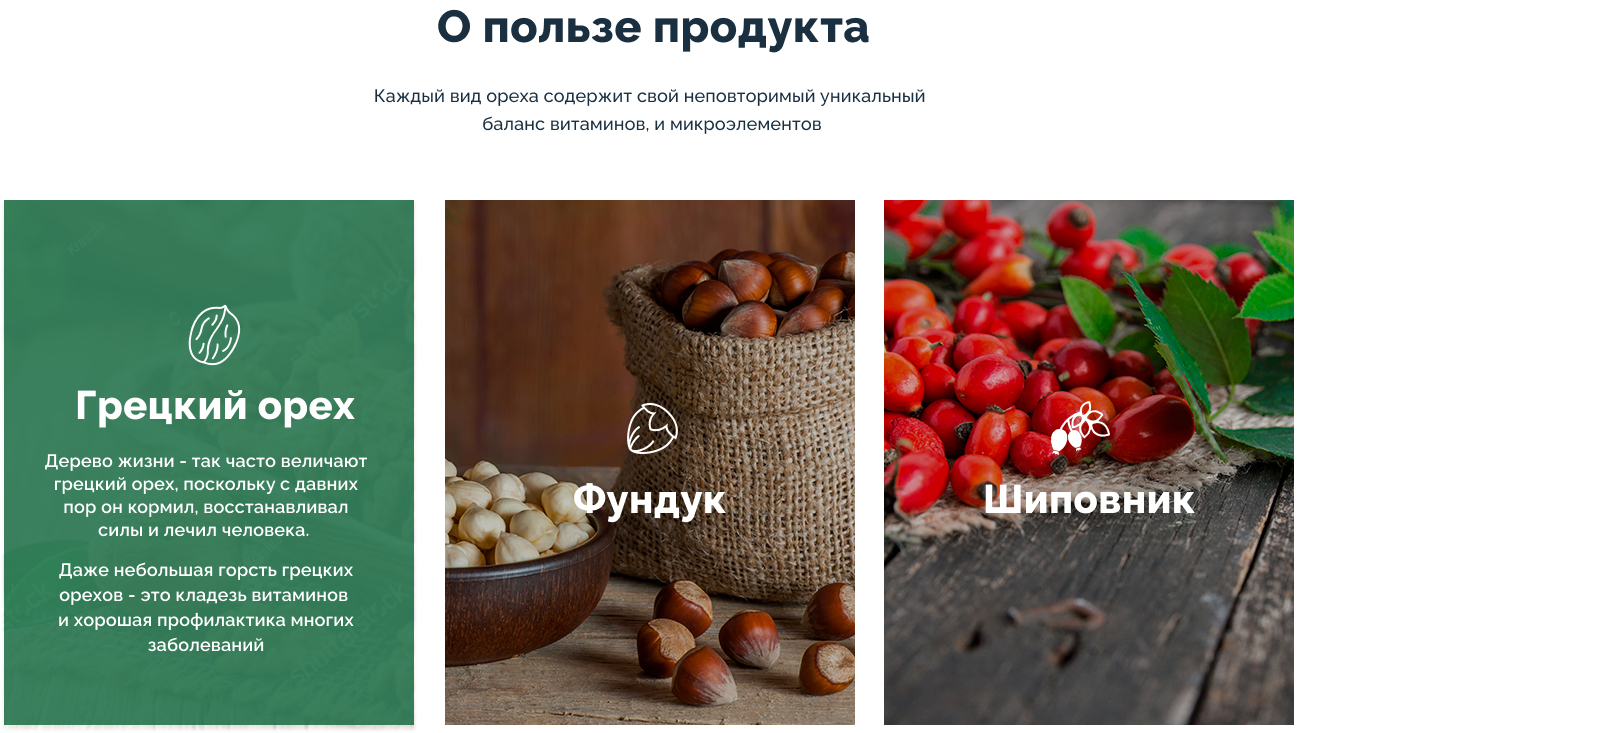 О пользе продукта
Каждый вид ореха содержит свой неповторимый уникальный
баланс витаминов, и микроэлементов
Грецкий орех
Дерево жизни - так часто величают
грецкий орех, поскольку с давних
пор он кормил, восстанавливал
силы и лечил человека.
Даже небольшая горсть грецких
орехов - это кладезь витаминов
и хорошая профилактика многих
заболеваний
Фундук
Шиповник